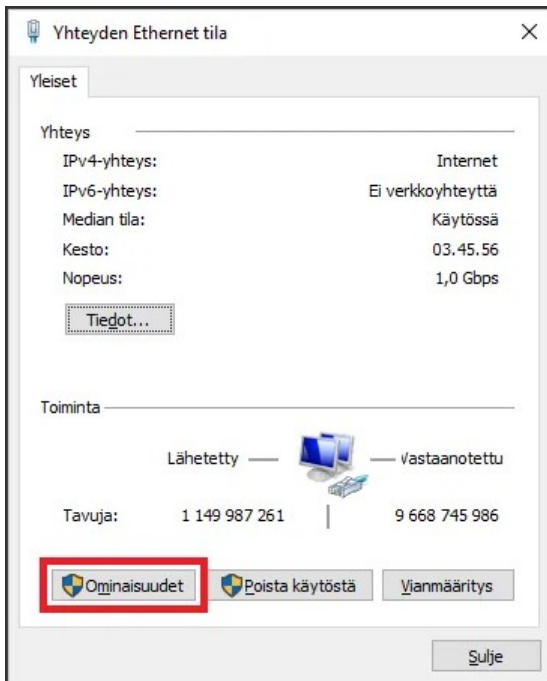 Yhteyden Ethernet tila
Yleiset
Yhteys
IPv4-yhteys: Internet
IPv6-yhteys: Ei verkkoyhteyttä
Median tila: Käytössä
Kesto: 03.45.56
Nopeus: 1,0 Gbps
Tiedot...
Toiminta
Lähetetty Vastaanotettu
Tavuja: 1 149 987 261 9 668 745 986
Ominaisuudet Poista käytöstä Vianmääritys
Sulje